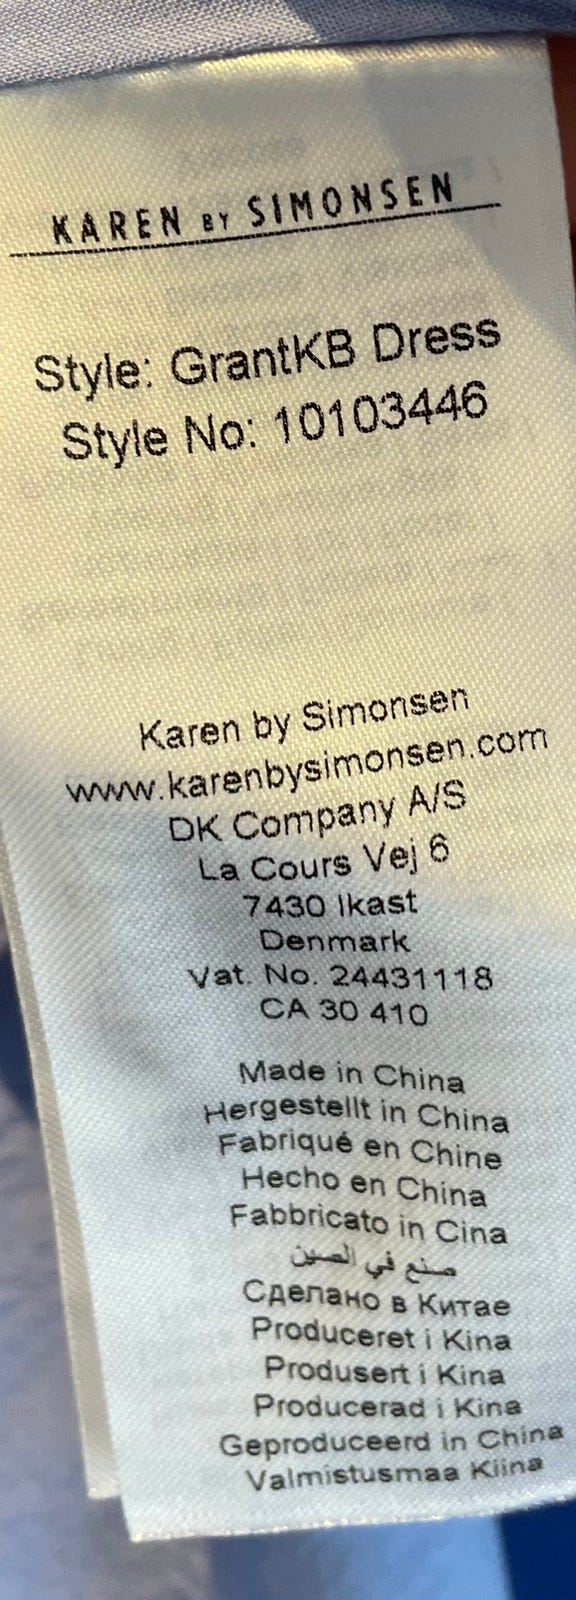 KAREN BY SIMONSEN
Style: GrantKB Dress
Style No: 10103446
Karen by Simonsen
www.karenbysimonsen.com
DK Company A/S
La Cours Vej 6
7430 Ikast
Denmark
Vat. No. 24431118
CA 30 410
Made in China
Hergestellt in China
Fabriqué en Chine
Hecho en China
Fabbricato in Cina
صنع في الصين
Сделано в Китае
Produceret i Kina
Produsert i Kina
Producerad i Kina
Geproduceerd in China
Valmistusmaa Kiina